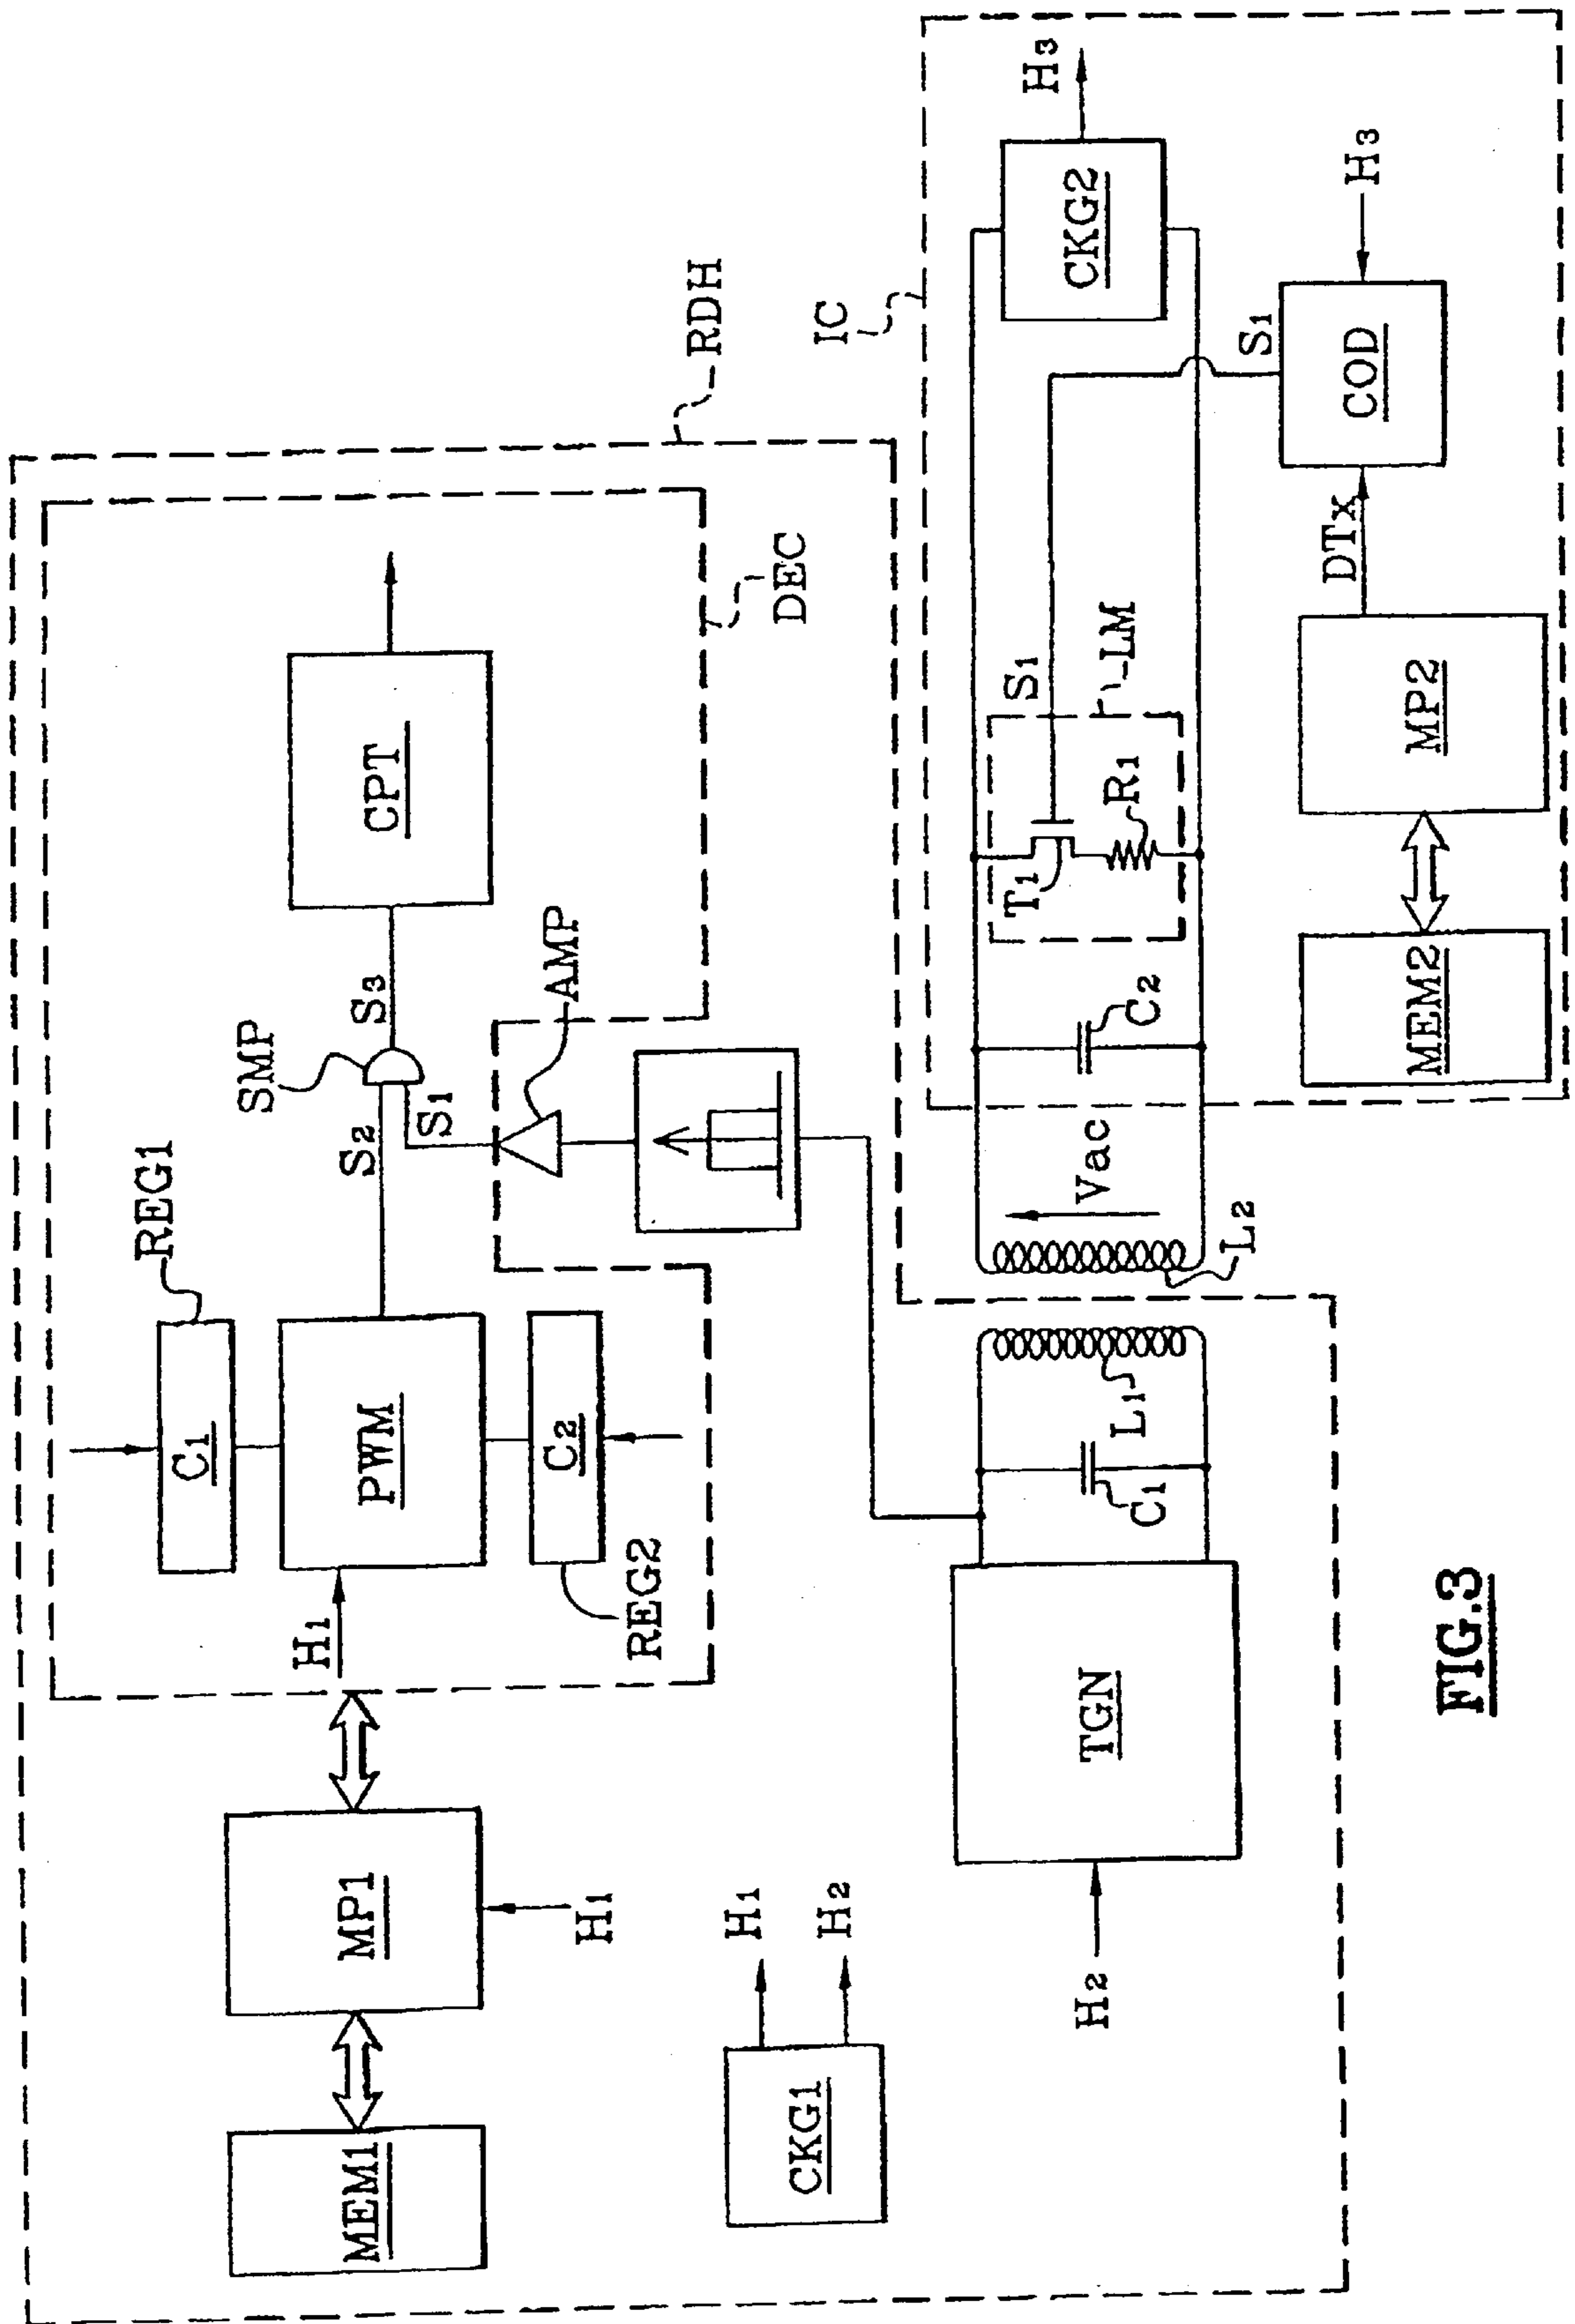 REG1
C1
H1
PWM
C2
REG2
S2
SMP
S3
S1
CPT
AMP
DEC
RDH
MEM1
MP1
H1
CKG1
H1
H2
H2
TGN
C1
L1
L2
Vac
C2
IC
T1
R1
S1
LM
CKG2
H3
S1
MEM2
MP2
DTx
COD
H3
FIG.3